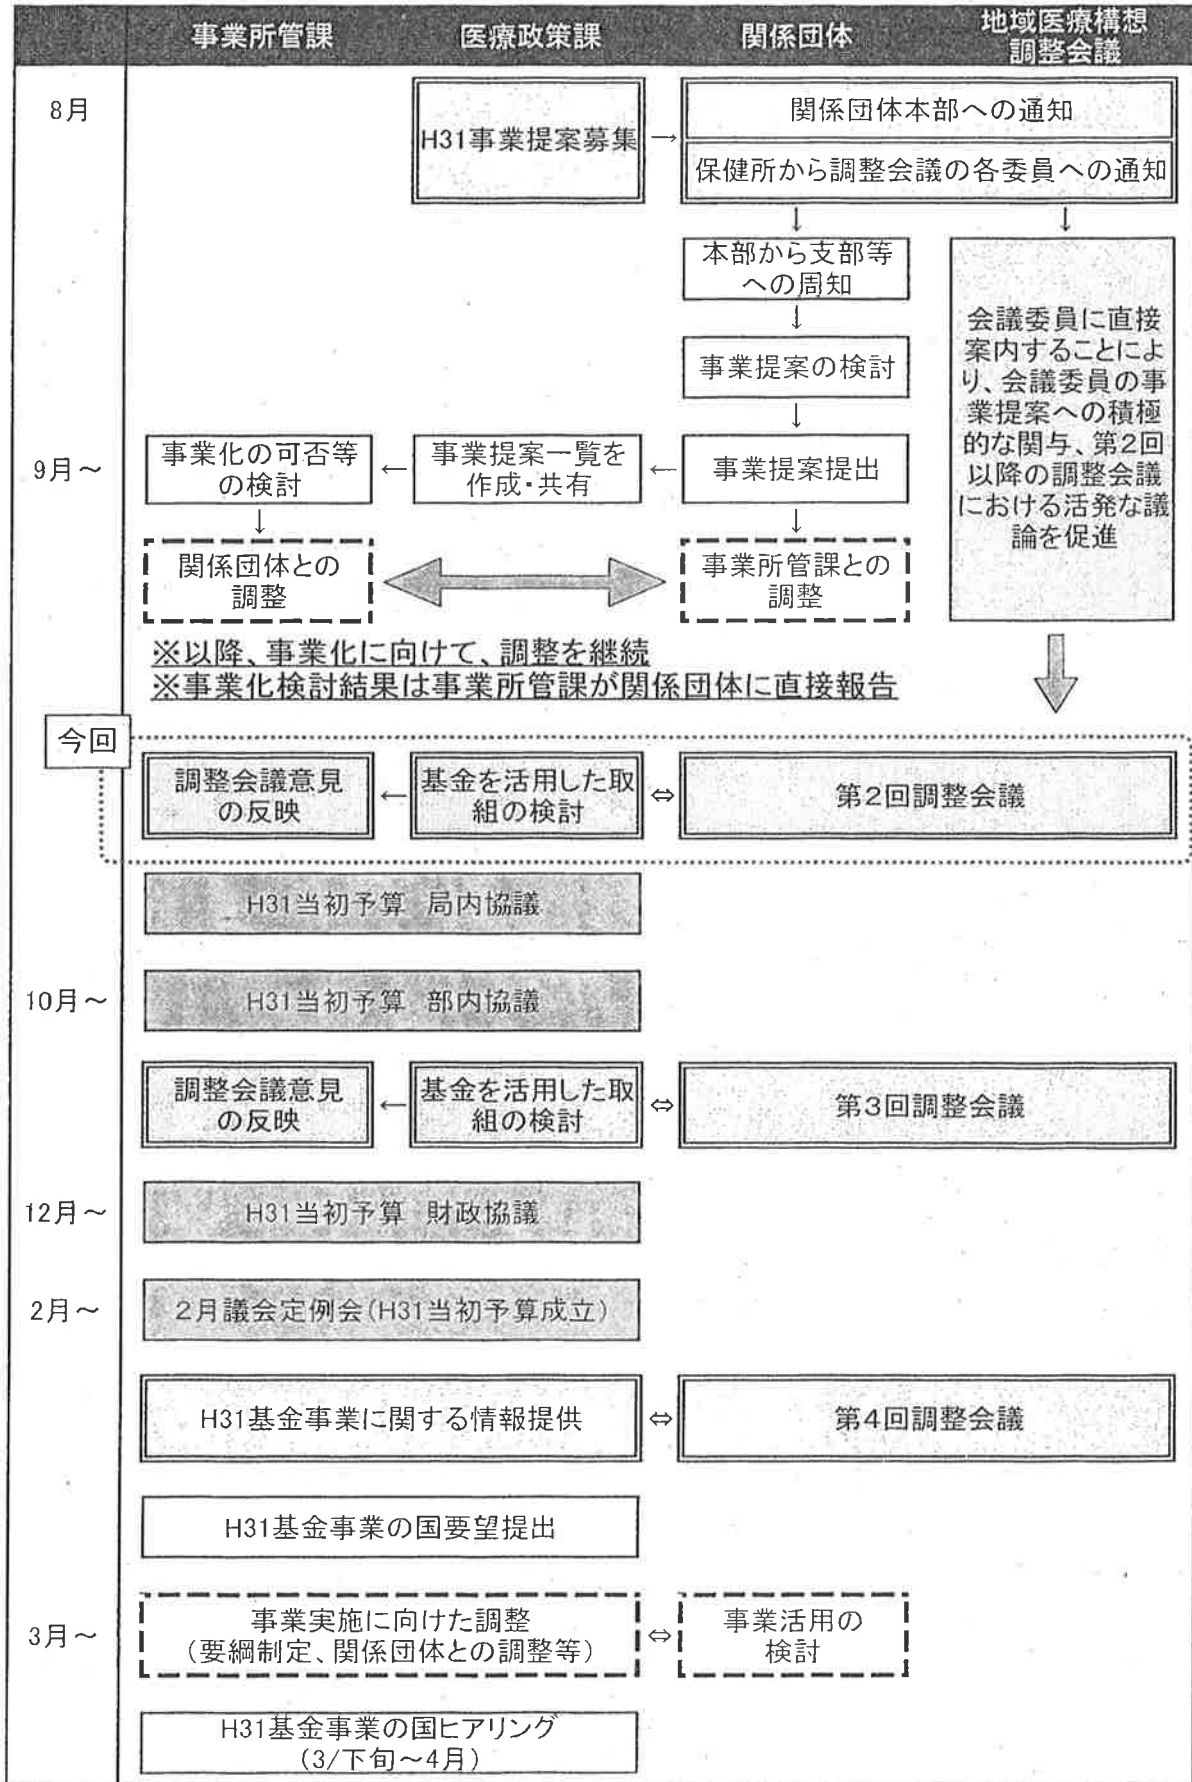 事業所管課
医療政策課
関係団体
地域医療構想
調整会議
8月
H31事業提案募集
→
関係団体本部への通知
保健所から調整会議の各委員への通知
↓
↓
本部から支部等
への周知
↓
事業提案の検討
↓
会議委員に直接
案内することによ
り、会議委員の事
業提案への積極
的な関与、第2回
以降の調整会議
における活発な議
論を促進
9月～
事業化の可否等
の検討
←
事業提案一覧を
作成・共有
←
事業提案提出
↓
↓
関係団体との
調整
事業所管課との
調整
※以降、事業化に向けて、調整を継続
※事業化検討結果は事業所管課が関係団体に直接報告
今回
調整会議意見
の反映
←
基金を活用した取
組の検討
⇔
第2回調整会議
H31当初予算 局内協議
10月～
H31当初予算 部内協議
調整会議意見
の反映
←
基金を活用した取
組の検討
⇔
第3回調整会議
12月～
H31当初予算 財政協議
2月～
2月議会定例会（H31当初予算成立）
H31基金事業に関する情報提供
⇔
第4回調整会議
H31基金事業の国要望提出
3月～
事業実施に向けた調整
（要綱制定、関係団体との調整等）
⇔
事業活用の
検討
H31基金事業の国ヒアリング
（3/下旬～4月）